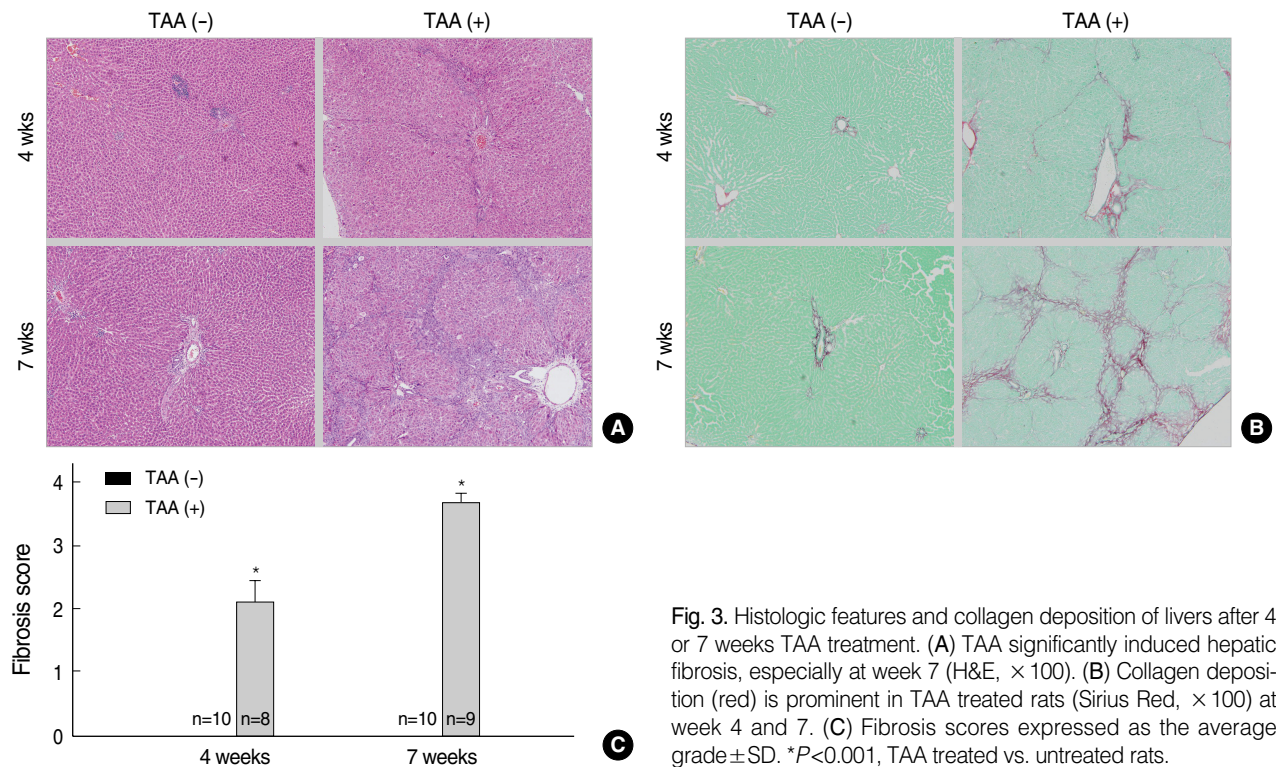 TAA (–) TAA (+) TAA (–) TAA (+)
4 wks 4 wks
7 wks 7 wks
A B
4
3
2
1
0
Fibrosis score
TAA (–)
TAA (+)
* *
n=10 n=8 n=10 n=9
4 weeks 7 weeks
C
Fig. 3. Histologic features and collagen deposition of livers after 4
or 7 weeks TAA treatment. (A) TAA significantly induced hepatic
fibrosis, especially at week 7 (H&E, ×100). (B) Collagen deposi-
tion (red) is prominent in TAA treated rats (Sirius Red, ×100) at
week 4 and 7. (C) Fibrosis scores expressed as the average
grade±SD. *P<0.001, TAA treated vs. untreated rats.